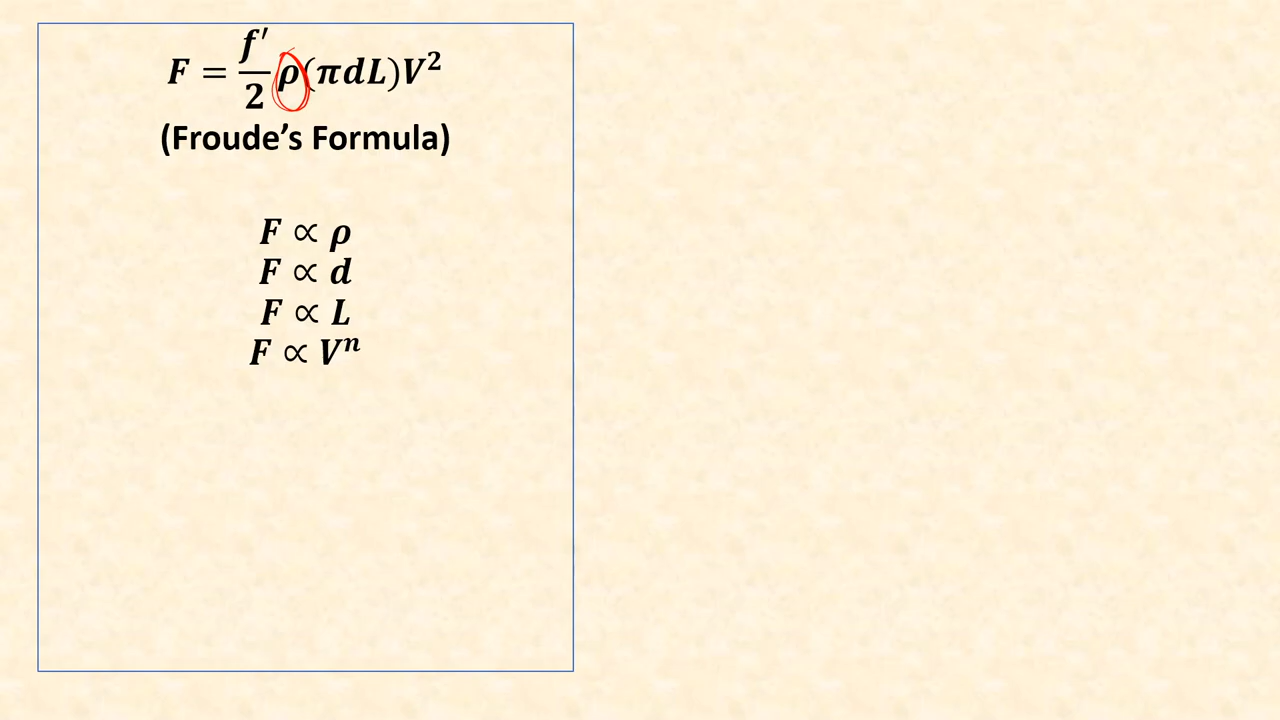 F = f′/2 ρ(πdL)V²
(Froude’s Formula)
F ∝ ρ
F ∝ d
F ∝ L
F ∝ Vⁿ